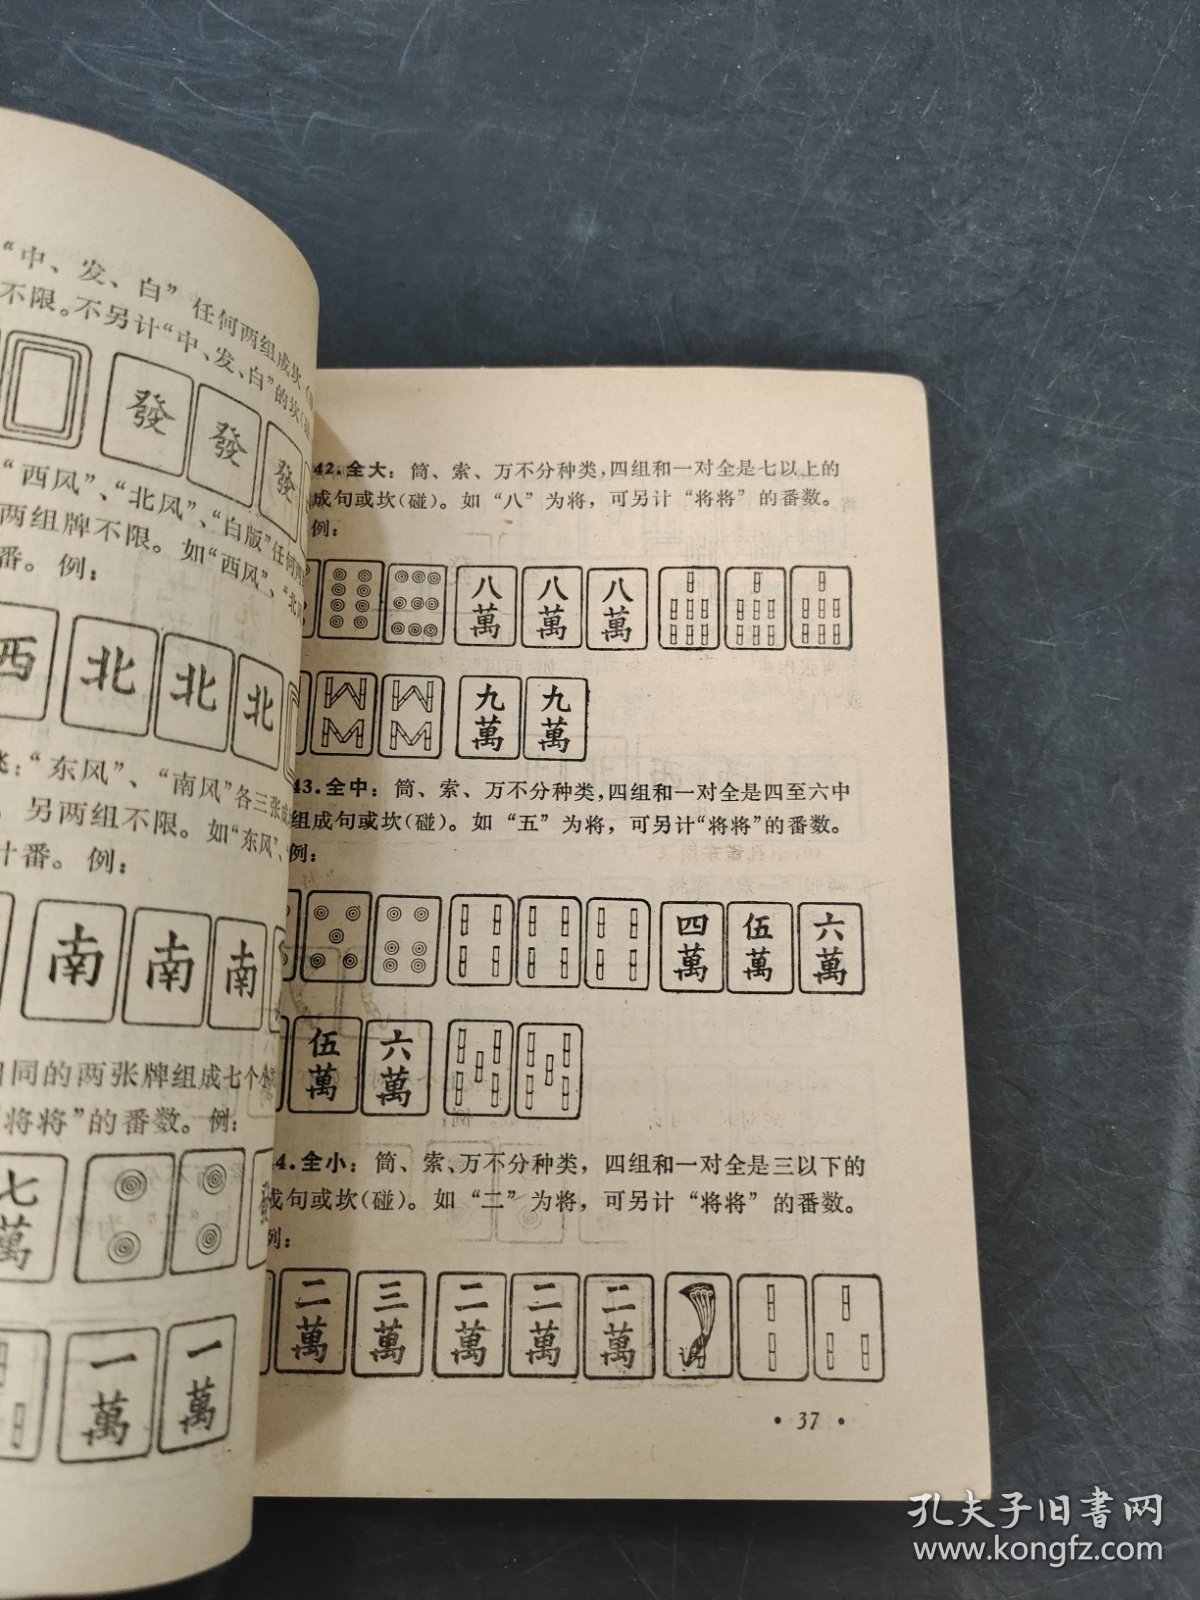 “中、发、白”任何两组成坎（
不限。不另计“中、发、白”的坎(
發 發 發
“西风”、“北风”、“白版”任何两
两组牌不限。如“西风”、“北
番。例：
西 北 北 北
：“东风”、“南风”各三张成
，另两组不限。如“东风”、
计番。例：
南 南 南
同的两张牌组成七个小
将将”的番数。例：
七萬
一萬 一萬
42.全大：筒、索、万不分种类，四组和一对全是七以上的
成句或坎(碰)。如“八”为将，可另计“将将”的番数。
例：
八萬 八萬 八萬
九萬 九萬
43.全中：筒、索、万不分种类，四组和一对全是四至六中
组成句或坎(碰)。如“五”为将，可另计“将将”的番数。
例：
四萬 伍萬 六萬
伍萬 六萬
4.全小：筒、索、万不分种类，四组和一对全是三以下的
成句或坎(碰)。如“二”为将，可另计“将将”的番数。
例：
二萬 三萬 二萬 二萬 二萬
• 37 •
孔夫子旧书网
www.kongfz.com